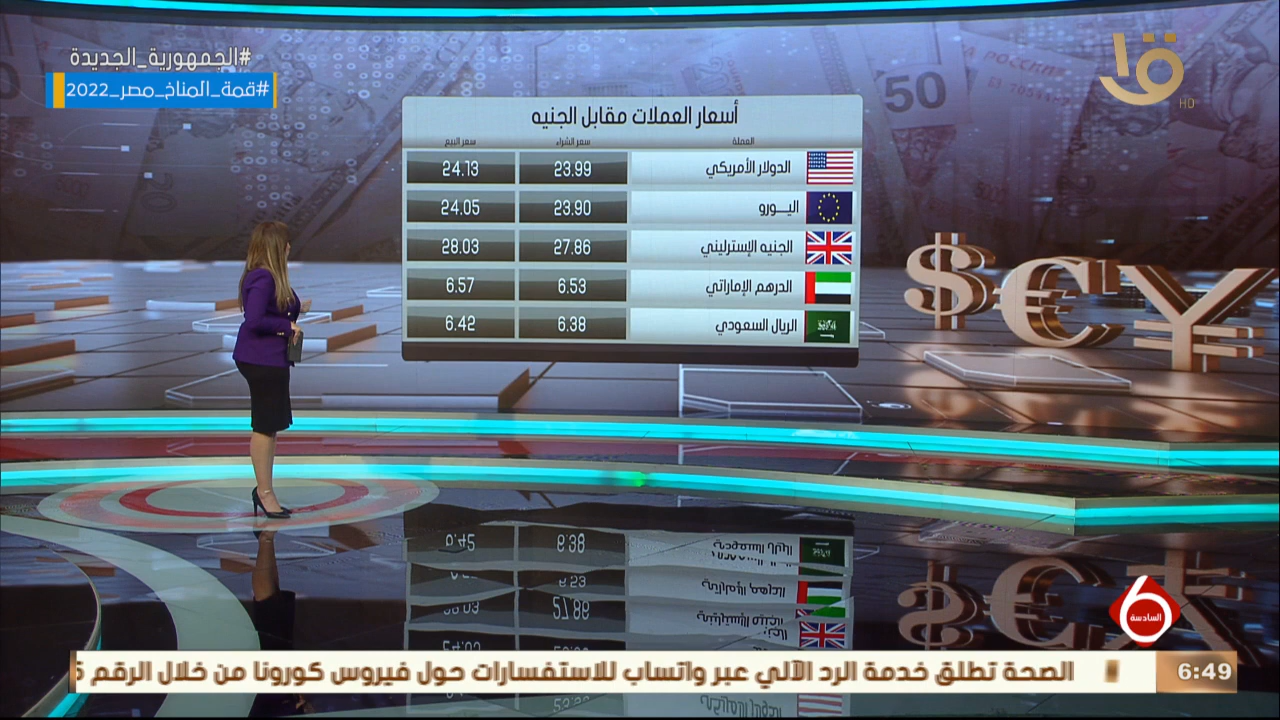 #الجمهورية_الجديدة
#قمة_المناخ_مصر_2022
HD
أسعار العملات مقابل الجنيه
العملة سعر الشراء سعر البيع
الدولار الأمريكي 23.99 24.13
اليـــورو 23.90 24.05
الجنيه الإسترليني 27.86 28.03
الدرهم الإماراتي 6.53 6.57
الريال السعودي 6.38 6.42
50
$€¥
6
السادسة
الصحة تطلق خدمة الرد الآلي عبر واتساب للاستفسارات حول فيروس كورونا من خلال الرقم
6:49